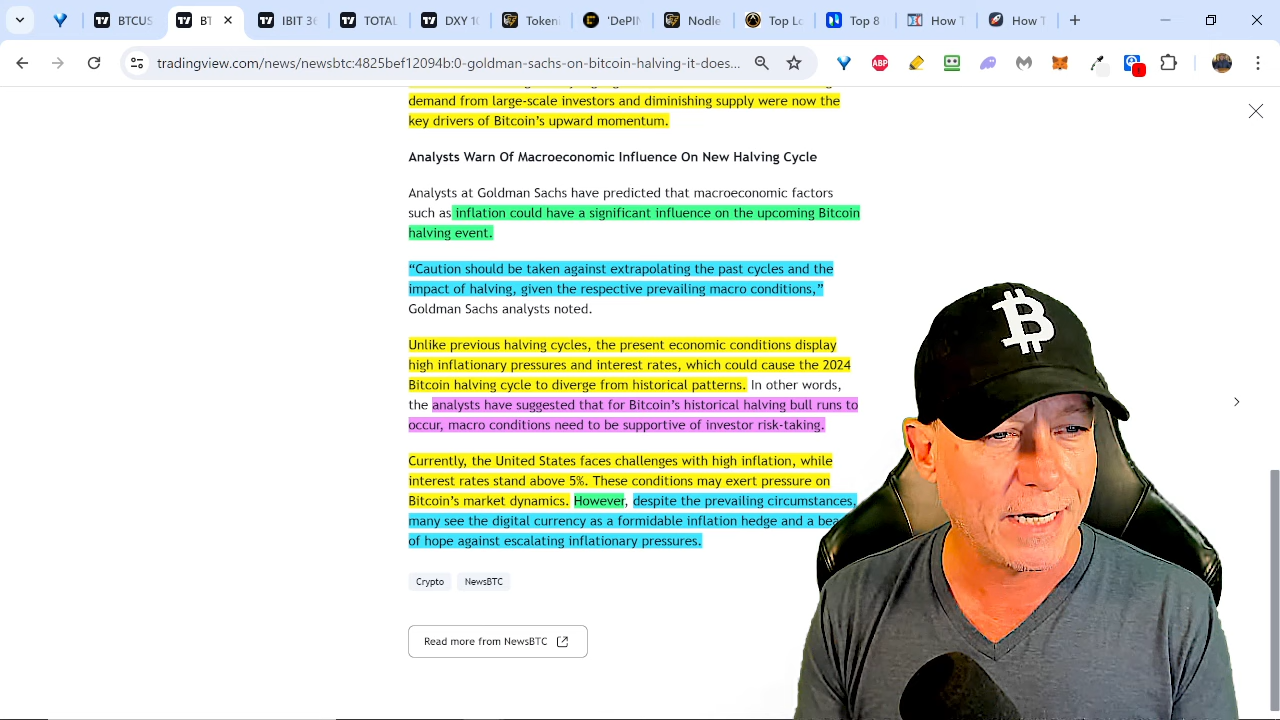 BTCUS
BT
IBIT 36
TOTAL
DXY 10
Tokeni
'DePIN
Nodle
Top Lo
Top 8
How T
How T
tradingview.com/news/newsbtc:4825bef12094b:0-goldman-sachs-on-bitcoin-halving-it-does...
ABP
demand from large-scale investors and diminishing supply were now the
key drivers of Bitcoin's upward momentum.
Analysts Warn Of Macroeconomic Influence On New Halving Cycle
Analysts at Goldman Sachs have predicted that macroeconomic factors
such as inflation could have a significant influence on the upcoming Bitcoin
halving event.
“Caution should be taken against extrapolating the past cycles and the
impact of halving, given the respective prevailing macro conditions,”
Goldman Sachs analysts noted.
Unlike previous halving cycles, the present economic conditions display
high inflationary pressures and interest rates, which could cause the 2024
Bitcoin halving cycle to diverge from historical patterns. In other words,
the analysts have suggested that for Bitcoin's historical halving bull runs to
occur, macro conditions need to be supportive of investor risk-taking.
Currently, the United States faces challenges with high inflation, while
interest rates stand above 5%. These conditions may exert pressure on
Bitcoin's market dynamics. However, despite the prevailing circumstances,
many see the digital currency as a formidable inflation hedge and a bea
of hope against escalating inflationary pressures.
Crypto NewsBTC
Read more from NewsBTC